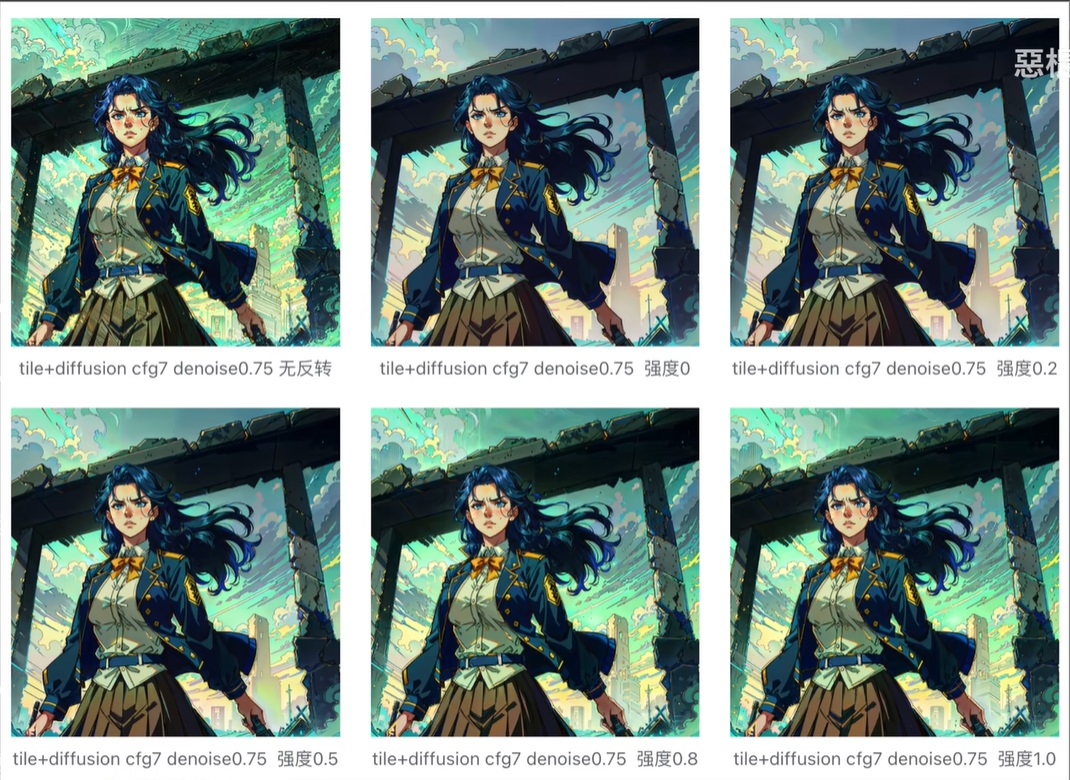 惡
tile+diffusion cfg7 denoise0.75 无反转
tile+diffusion cfg7 denoise0.75 强度0
tile+diffusion cfg7 denoise0.75 强度0.2
tile+diffusion cfg7 denoise0.75 强度0.5
tile+diffusion cfg7 denoise0.75 强度0.8
tile+diffusion cfg7 denoise0.75 强度1.0